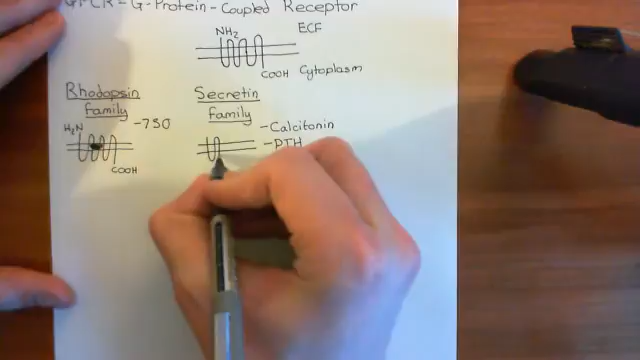 GPCR - G-Protein-Coupled Receptor
NH2 ECF
COOH Cytoplasm
Rhodopsin
Family
-750
H2N
COOH
Secretin
Family
-Calcitonin
-PTH